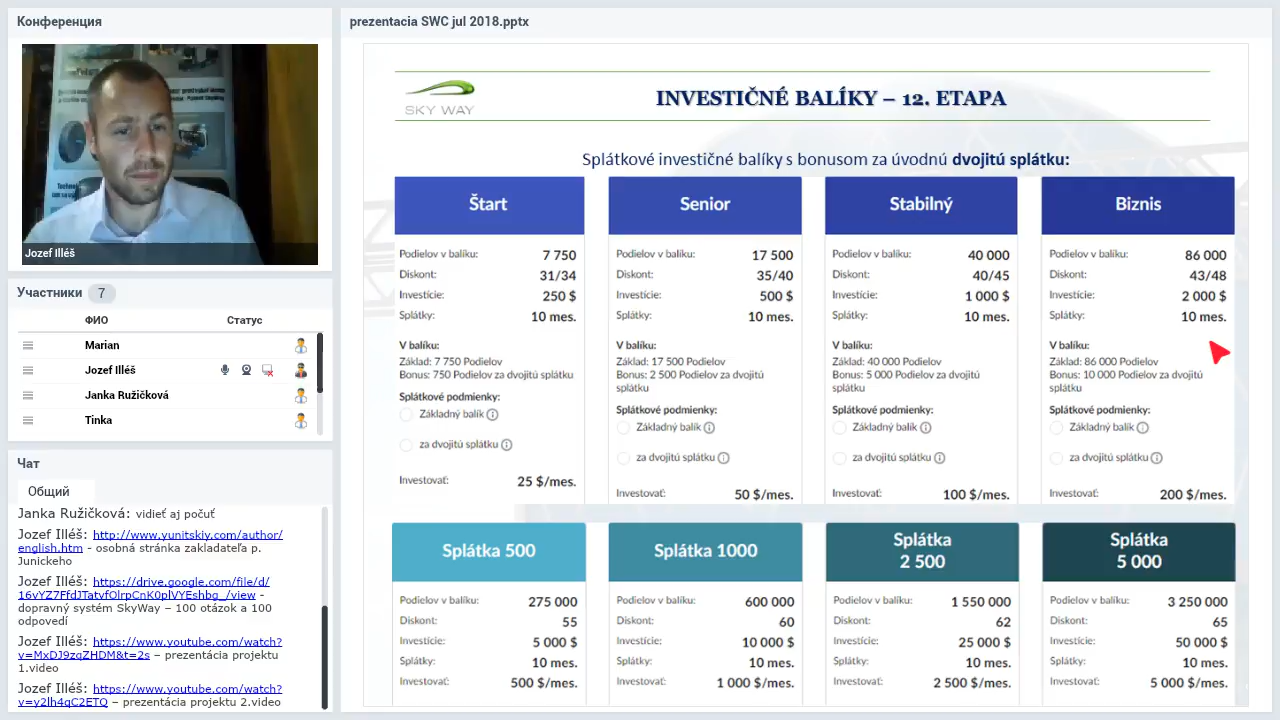 Конференция
Jozef Illéš
Участники 7
ФИО Статус
Marian
Jozef Illéš
Janka Ružičková
Tinka
Чат
Общий
Janka Ružičková: vidieť aj počuť
Jozef Illéš: http://www.yunitskiy.com/author/
english.htm - osobná stránka zakladateľa p.
Junickeho
Jozef Illéš: https://drive.google.com/file/d/
16vYZ7FfdJTatvfOlrpCnK0plVYEshbg_/view -
dopravný systém SkyWay – 100 otázok a 100
odpovedí
Jozef Illéš: https://www.youtube.com/watch?
v=MxDJ9zqZHDM&t=2s – prezentácia projektu
1.video
Jozef Illéš: https://www.youtube.com/watch?
v=y2lh4qC2ETQ – prezentácia projektu 2.video
prezentacia SWC jul 2018.pptx
SKY WAY
INVESTIČNÉ BALÍKY – 12. ETAPA
Splátkové investičné balíky s bonusom za úvodnú dvojitú splátku:
Štart
Podielov v balíku: 7 750
Diskont: 31/34
Investície: 250 $
Splátky: 10 mes.
V balíku:
Základ: 7 750 Podielov
Bonus: 750 Podielov za dvojitú splátku
Splátkové podmienky:
Základný balík
za dvojitú splátku
Investovať: 25 $/mes.
Senior
Podielov v balíku: 17 500
Diskont: 35/40
Investície: 500 $
Splátky: 10 mes.
V balíku:
Základ: 17 500 Podielov
Bonus: 2 500 Podielov za dvojitú
splátku
Splátkové podmienky:
Základný balík
za dvojitú splátku
Investovať: 50 $/mes.
Stabilný
Podielov v balíku: 40 000
Diskont: 40/45
Investície: 1 000 $
Splátky: 10 mes.
V balíku:
Základ: 40 000 Podielov
Bonus: 5 000 Podielov za dvojitú
splátku
Splátkové podmienky:
Základný balík
za dvojitú splátku
Investovať: 100 $/mes.
Biznis
Podielov v balíku: 86 000
Diskont: 43/48
Investície: 2 000 $
Splátky: 10 mes.
V balíku:
Základ: 86 000 Podielov
Bonus: 10 000 Podielov za dvojitú
splátku
Splátkové podmienky:
Základný balík
za dvojitú splátku
Investovať: 200 $/mes.
Splátka 500
Podielov v balíku: 275 000
Diskont: 55
Investície: 5 000 $
Splátky: 10 mes.
Investovať: 500 $/mes.
Splátka 1000
Podielov v balíku: 600 000
Diskont: 60
Investície: 10 000 $
Splátky: 10 mes.
Investovať: 1 000 $/mes.
Splátka
2 500
Podielov v balíku: 1 550 000
Diskont: 62
Investície: 25 000 $
Splátky: 10 mes.
Investovať: 2 500 $/mes.
Splátka
5 000
Podielov v balíku: 3 250 000
Diskont: 65
Investície: 50 000 $
Splátky: 10 mes.
Investovať: 5 000 $/mes.